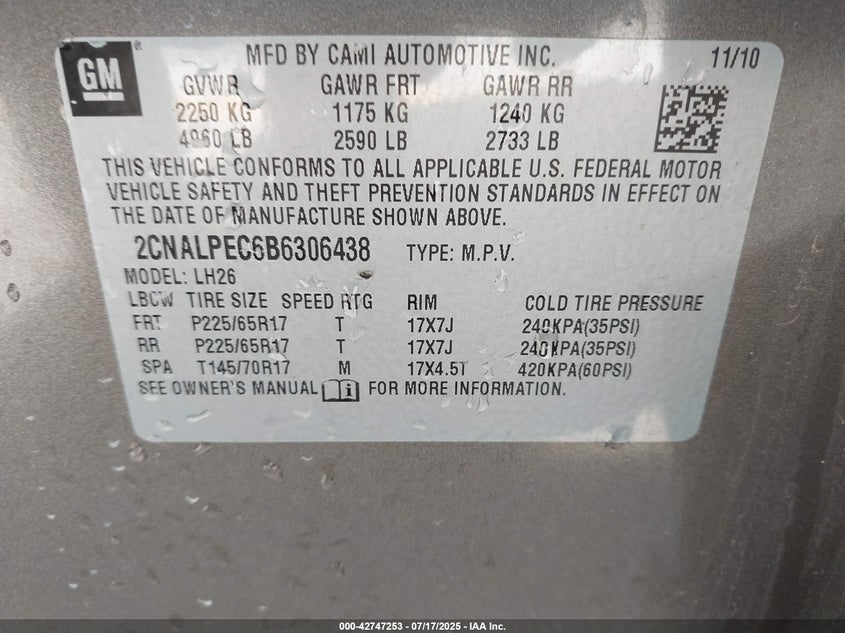 GM
MFD BY CAMI AUTOMOTIVE INC. 11/10
GVWR GAWR FRT GAWR RR
2250 KG 1175 KG 1240 KG
4960 LB 2590 LB 2733 LB
THIS VEHICLE CONFORMS TO ALL APPLICABLE U.S. FEDERAL MOTOR
VEHICLE SAFETY AND THEFT PREVENTION STANDARDS IN EFFECT ON
THE DATE OF MANUFACTURE SHOWN ABOVE.
2CNALPEC6B6306438 TYPE: M.P.V.
MODEL: LH26
LBCW TIRE SIZE SPEED RTG RIM COLD TIRE PRESSURE
FRT P225/65R17 T 17X7J 240KPA(35PSI)
RR P225/65R17 T 17X7J 240KPA(35PSI)
SPA T145/70R17 M 17X4.5T 420KPA(60PSI)
SEE OWNER'S MANUAL FOR MORE INFORMATION.
000-42747253 - 07/17/2025 - IAA Inc.